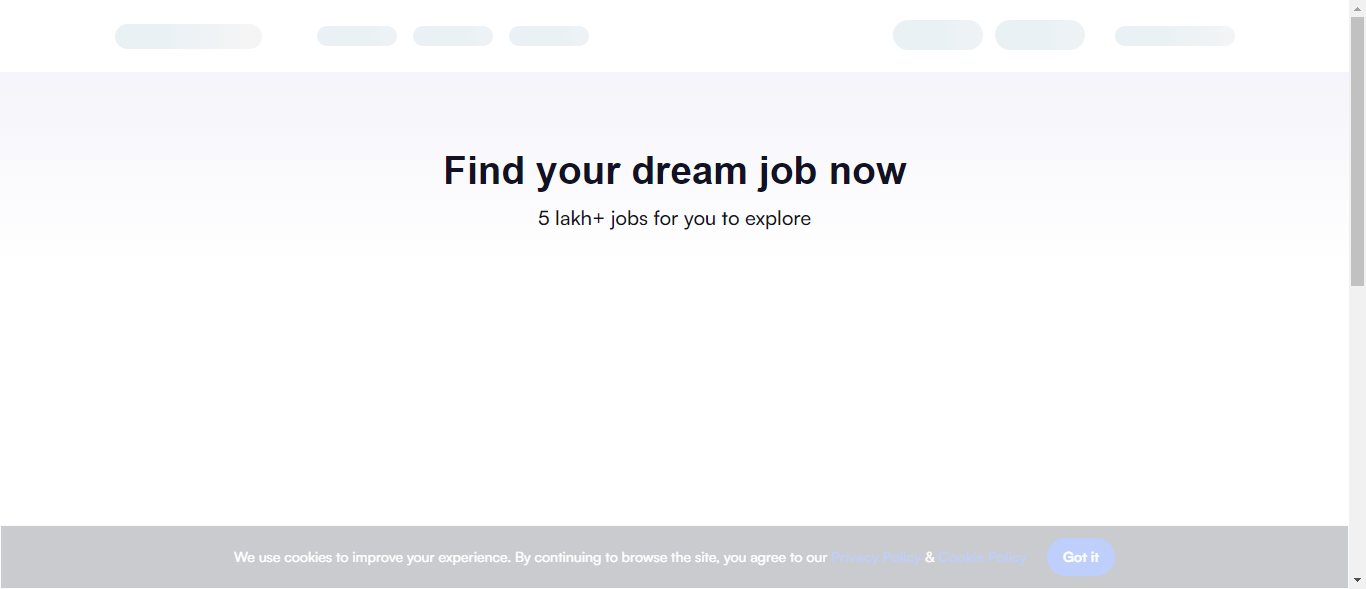 Find your dream job now
5 lakh+ jobs for you to explore
We use cookies to improve your experience. By continuing to browse the site, you agree to our Privacy Policy & Cookie Policy Got it